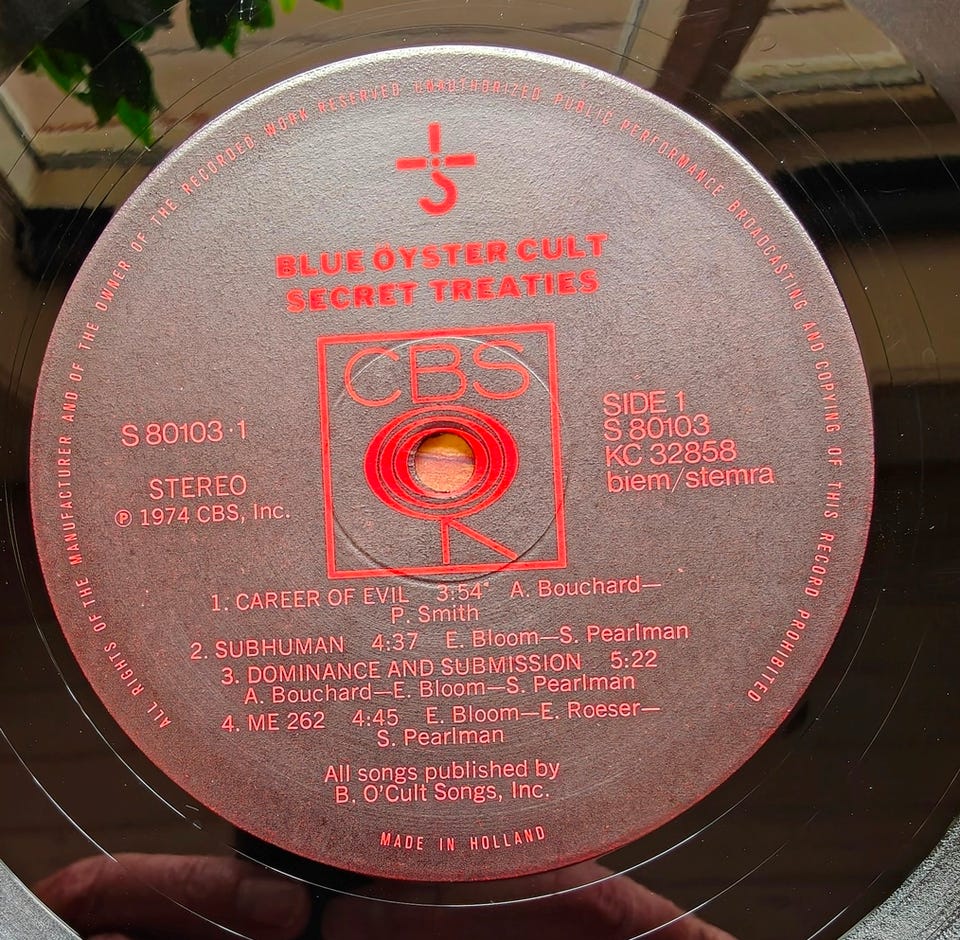 ALL RIGHTS OF THE MANUFACTURER AND OF THE OWNER OF THE RECORDED WORK RESERVED UNAUTHORIZED PUBLIC PERFORMANCE BROADCASTING AND COPYING OF THIS RECORD PROHIBITED
BLUE ÖYSTER CULT
SECRET TREATIES
CBS
S 80103·1
STEREO
℗ 1974 CBS, Inc.
SIDE 1
S 80103
KC 32858
biem/stemra
1. CAREER OF EVIL 3:54 A. Bouchard—
P. Smith
2. SUBHUMAN 4:37 E. Bloom—S. Pearlman
3. DOMINANCE AND SUBMISSION 5:22
A. Bouchard—E. Bloom—S. Pearlman
4. ME 262 4:45 E. Bloom—E. Roeser—
S. Pearlman
All songs published by
B. O'Cult Songs, Inc.
MADE IN HOLLAND